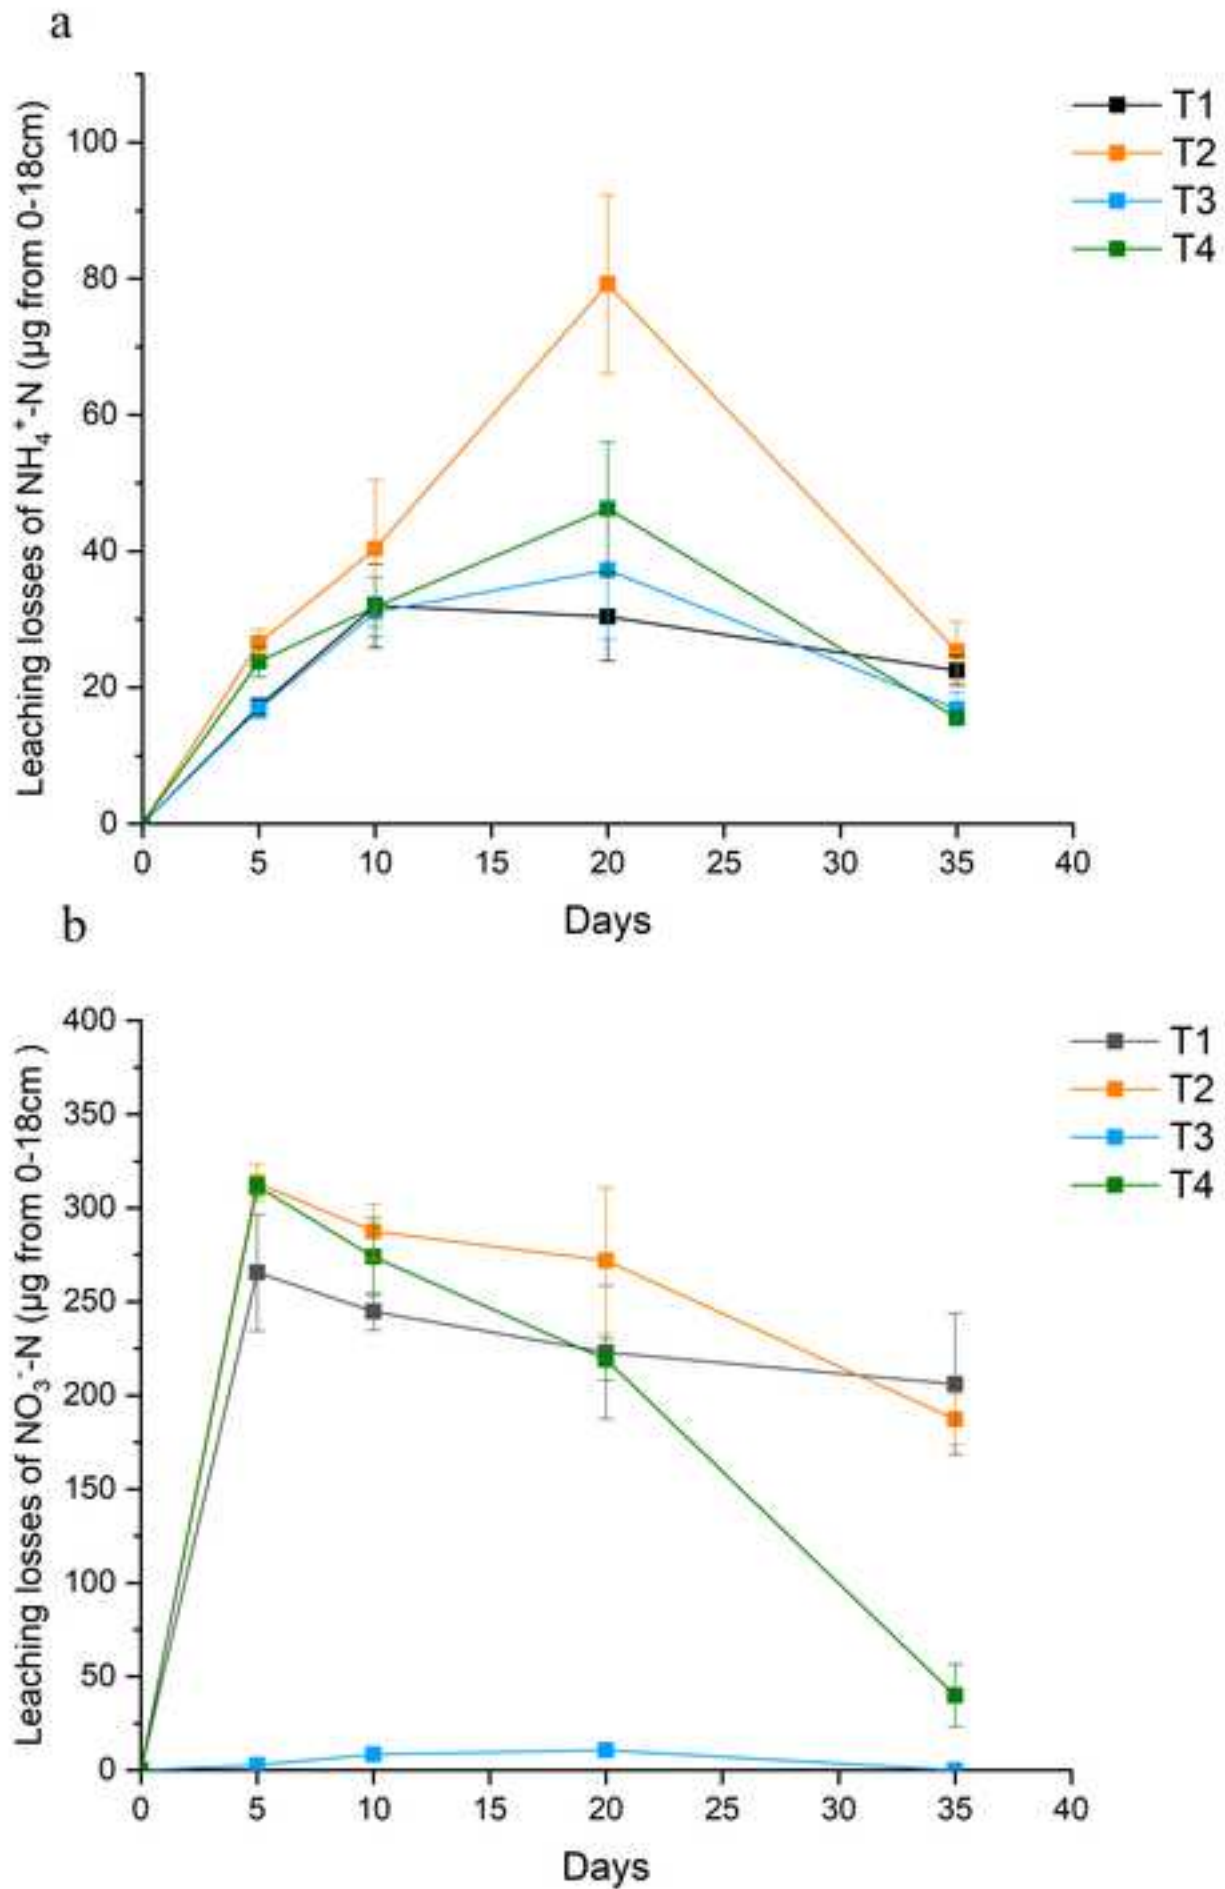 a
Leaching losses of NH₄⁺-N (μg from 0-18cm)
100
80
60
40
20
0
0 5 10 15 20 25 30 35 40
Days
T1
T2
T3
T4
b
Leaching losses of NO₃⁻-N (μg from 0-18cm )
400
350
300
250
200
150
100
50
0
0 5 10 15 20 25 30 35 40
Days
T1
T2
T3
T4